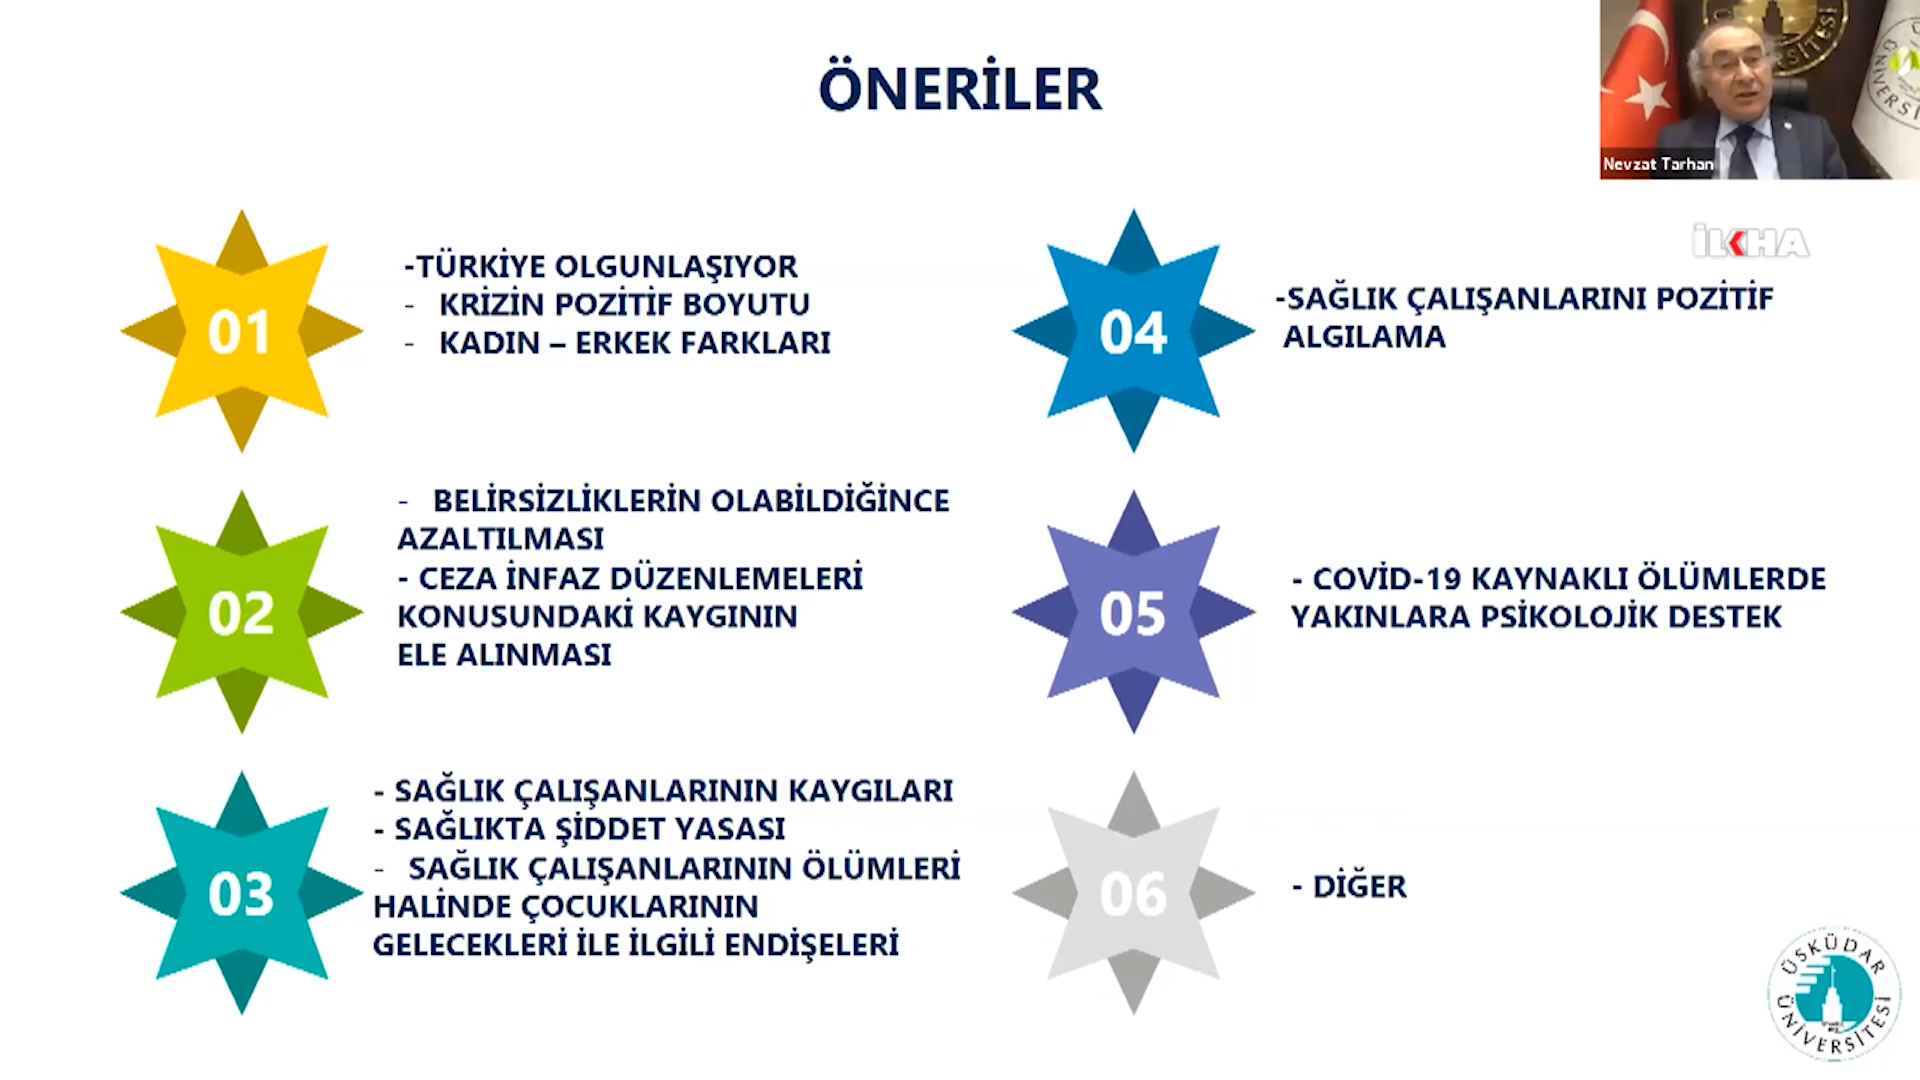 ÖNERİLER
Nevzat Tarhan
İLKHA
01
-TÜRKİYE OLGUNLAŞIYOR
- KRİZİN POZİTİF BOYUTU
- KADIN – ERKEK FARKLARI
02
- BELİRSİZLİKLERİN OLABİLDİĞİNCE
AZALTILMASI
- CEZA İNFAZ DÜZENLEMELERİ
KONUSUNDAKİ KAYGININ
ELE ALINMASI
03
- SAĞLIK ÇALIŞANLARININ KAYGILARI
- SAĞLIKTA ŞİDDET YASASI
- SAĞLIK ÇALIŞANLARININ ÖLÜMLERİ
HALİNDE ÇOCUKLARININ
GELECEKLERİ İLE İLGİLİ ENDİŞELERİ
04
-SAĞLIK ÇALIŞANLARINI POZİTİF
ALGILAMA
05
- COVİD-19 KAYNAKLI ÖLÜMLERDE
YAKINLARA PSİKOLOJİK DESTEK
06
- DİĞER
ÜSKÜDAR
ÜNİVERSİTESİ